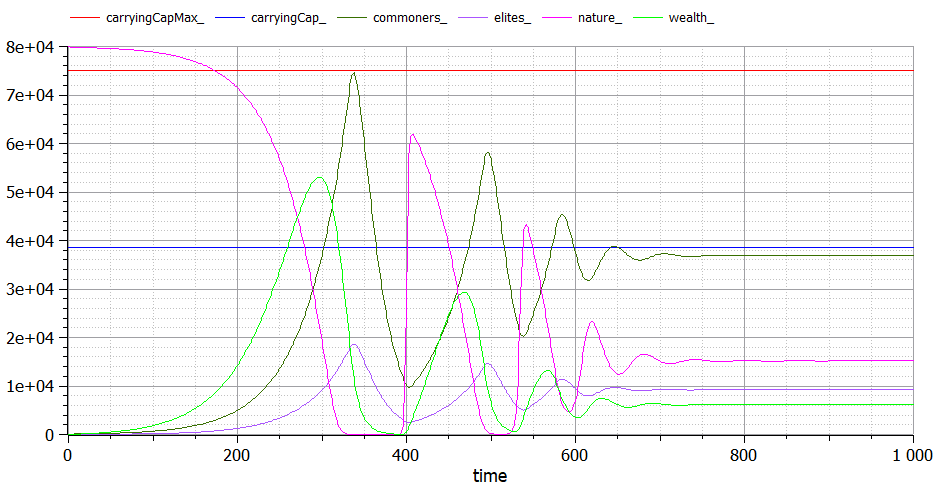 carryingCapMax_ carryingCap_ commoners_ elites_ nature_ wealth_
8e+04
7e+04
6e+04
5e+04
4e+04
3e+04
2e+04
1e+04
0
0 200 400 600 800 1 000
time